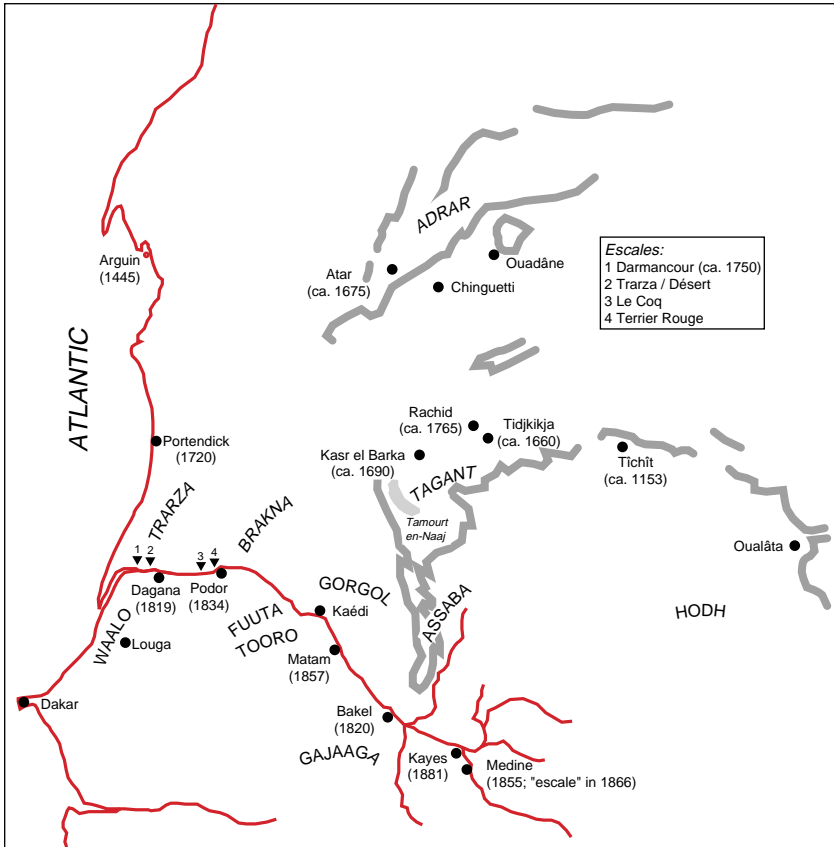 ADRAR
Arguin
(1445)
Atar
(ca. 1675)
Ouadâne
Chinguetti
Escales:
1 Darmancour (ca. 1750)
2 Trarza / Désert
3 Le Coq
4 Terrier Rouge
ATLANTIC
Portendick
(1720)
Rachid
(ca. 1765)
Tidjkikja
(ca. 1660)
Kasr el Barka
(ca. 1690)
TAGANT
Tamourt
en-Naaj
Tîchît
(ca. 1153)
Oualâta
TRARZA
BRAKNA
1
2
3
4
Dagana
(1819)
Podor
(1834)
GORGOL
Kaédi
ASSABA
HODH
WAALO
Louga
FUUTA
TOORO
Matam
(1857)
Dakar
Bakel
(1820)
GAJAAGA
Kayes
(1881)
Medine
(1855; "escale" in 1866)